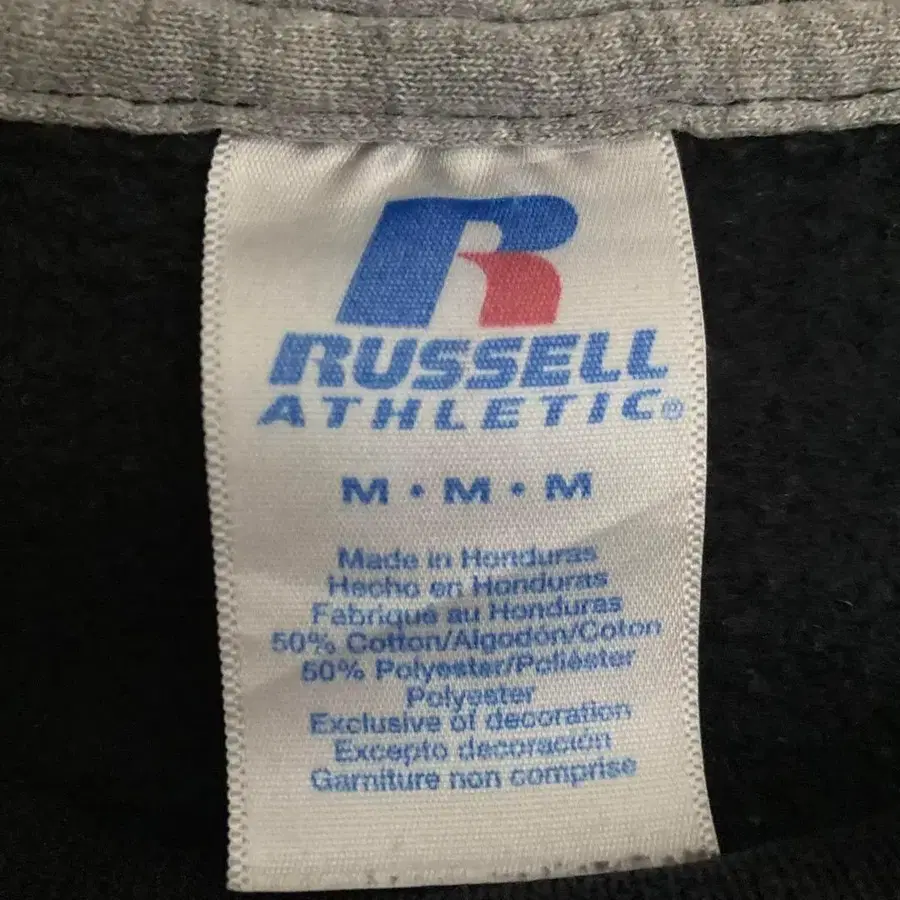 R
RUSSELL
ATHLETIC®
M • M • M
Made in Honduras
Hecho en Honduras
Fabriqué au Honduras
50% Cotton/Algodón/Coton
50% Polyester/Poliéster
Polyester
Exclusive of decoration
Excepto decoración
Garniture non comprise